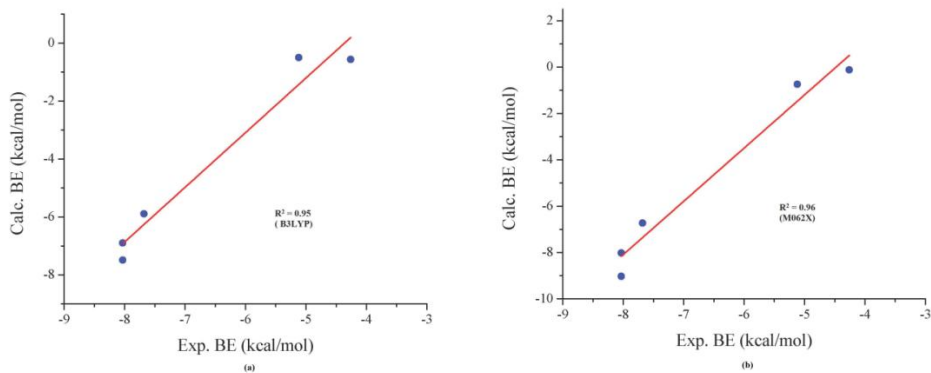 0
-2
-4
-6
-8
Calc. BE (kcal/mol)
R² = 0.95
( B3LYP)
-9 -8 -7 -6 -5 -4 -3
Exp. BE (kcal/mol)
(a)
2
0
-2
-4
-6
-8
-10
Calc. BE (kcal/mol)
R² = 0.96
(M062X)
-9 -8 -7 -6 -5 -4 -3
Exp. BE (kcal/mol)
(b)